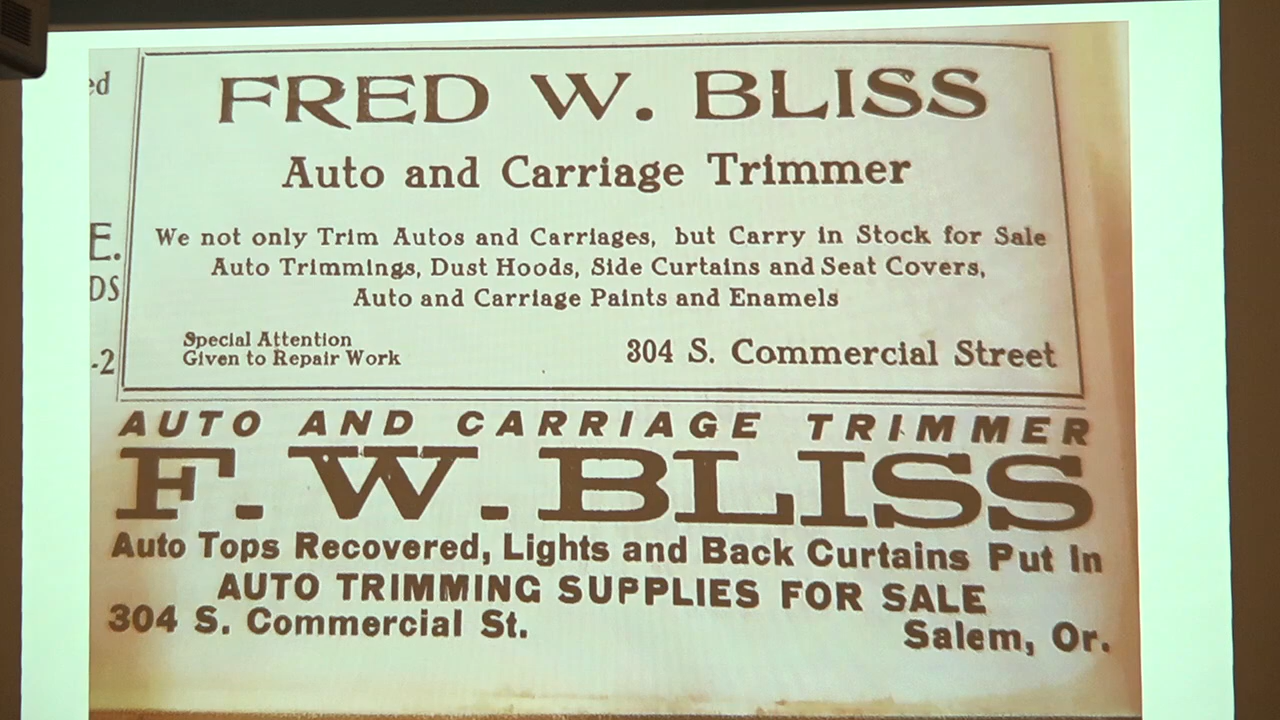 FRED W. BLISS
Auto and Carriage Trimmer
We not only Trim Autos and Carriages, but Carry in Stock for Sale
Auto Trimmings, Dust Hoods, Side Curtains and Seat Covers,
Auto and Carriage Paints and Enamels
Special Attention
Given to Repair Work
304 S. Commercial Street
ed
E.
DS
-2
AUTO AND CARRIAGE TRIMMER
F. W. BLISS
Auto Tops Recovered, Lights and Back Curtains Put In
AUTO TRIMMING SUPPLIES FOR SALE
304 S. Commercial St.
Salem, Or.